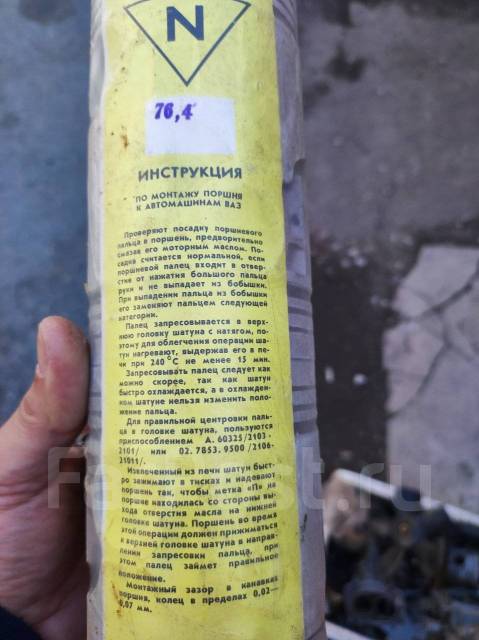 N
76,4
ИНСТРУКЦИЯ
ПО МОНТАЖУ ПОРШНЯ
К АВТОМАШИНАМ ВАЗ
Проверяют посадку поршневого
пальца в поршень, предворительно
смазав его моторным маслом. По-
садка считается нормальной, если
поршневой палец входит в отвер-
стие от нажатия большого пальца
руки и не выпадает из бобышки.
При выпадении пальца из бобышки
его заменяют пальцем следующей
категории.
Палец запрессовывается в верх-
нюю головку шатуна с натягом, по-
этому для облегчения операции ша-
тун нагревают, выдержав его в пе-
чи при 240 °C не менее 15 мин.
Запрессовывать палец следует как
можно скорее, так как шатун
быстро охлаждается, а в охлажден-
ном шатуне нельзя изменить поло-
жение пальца.
Для правильной центровки паль-
ца в головке шатуна, пользуются
приспособлением А. 60325/2103-
2101/ или 02.7853.9500/2106-
21011/.
Извлеченный из печи шатун быст-
ро зажимают в тисках и надевают
поршень так, чтобы метка «П» на
поршне находилась со стороны вы-
хода отверстия масла на нижней
головке шатуна. Поршень во время
этой операции должен прижиматься
к верхней головке шатуна в направ-
лении запресовки пальца, при
этом палец займет правильное
положение.
Монтажный зазор в канавках
поршня, колец в пределах 0,02—
0,07 мм.